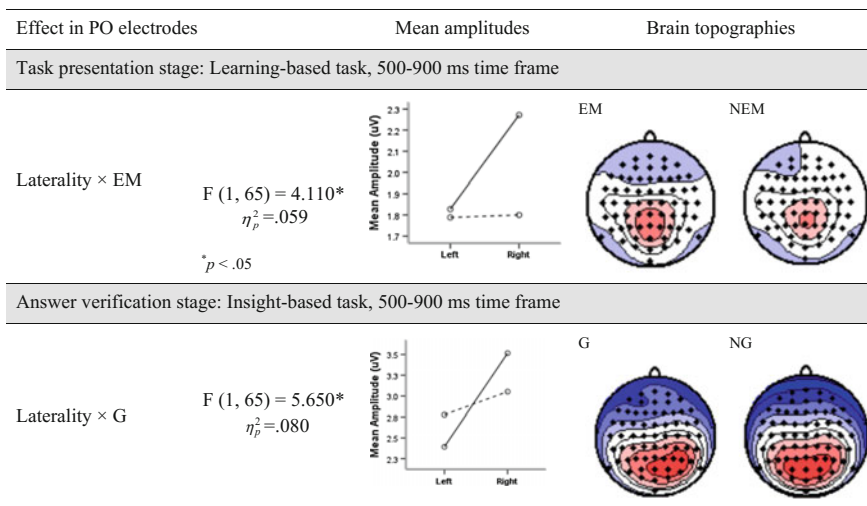 Effect in PO electrodes Mean amplitudes Brain topographies
Task presentation stage: Learning-based task, 500-900 ms time frame
Laterality × EM
F (1, 65) = 4.110*
η²ₚ =.059
*p < .05
Mean Amplitude (uV)
2.3
2.2
2.1
2.0
1.9
1.8
1.7
Left Right
EM NEM
Answer verification stage: Insight-based task, 500-900 ms time frame
Laterality × G
F (1, 65) = 5.650*
η²ₚ =.080
Mean Amplitude (uV)
3.5
3.3
3.0
2.8
2.5
2.3
Left Right
G NG